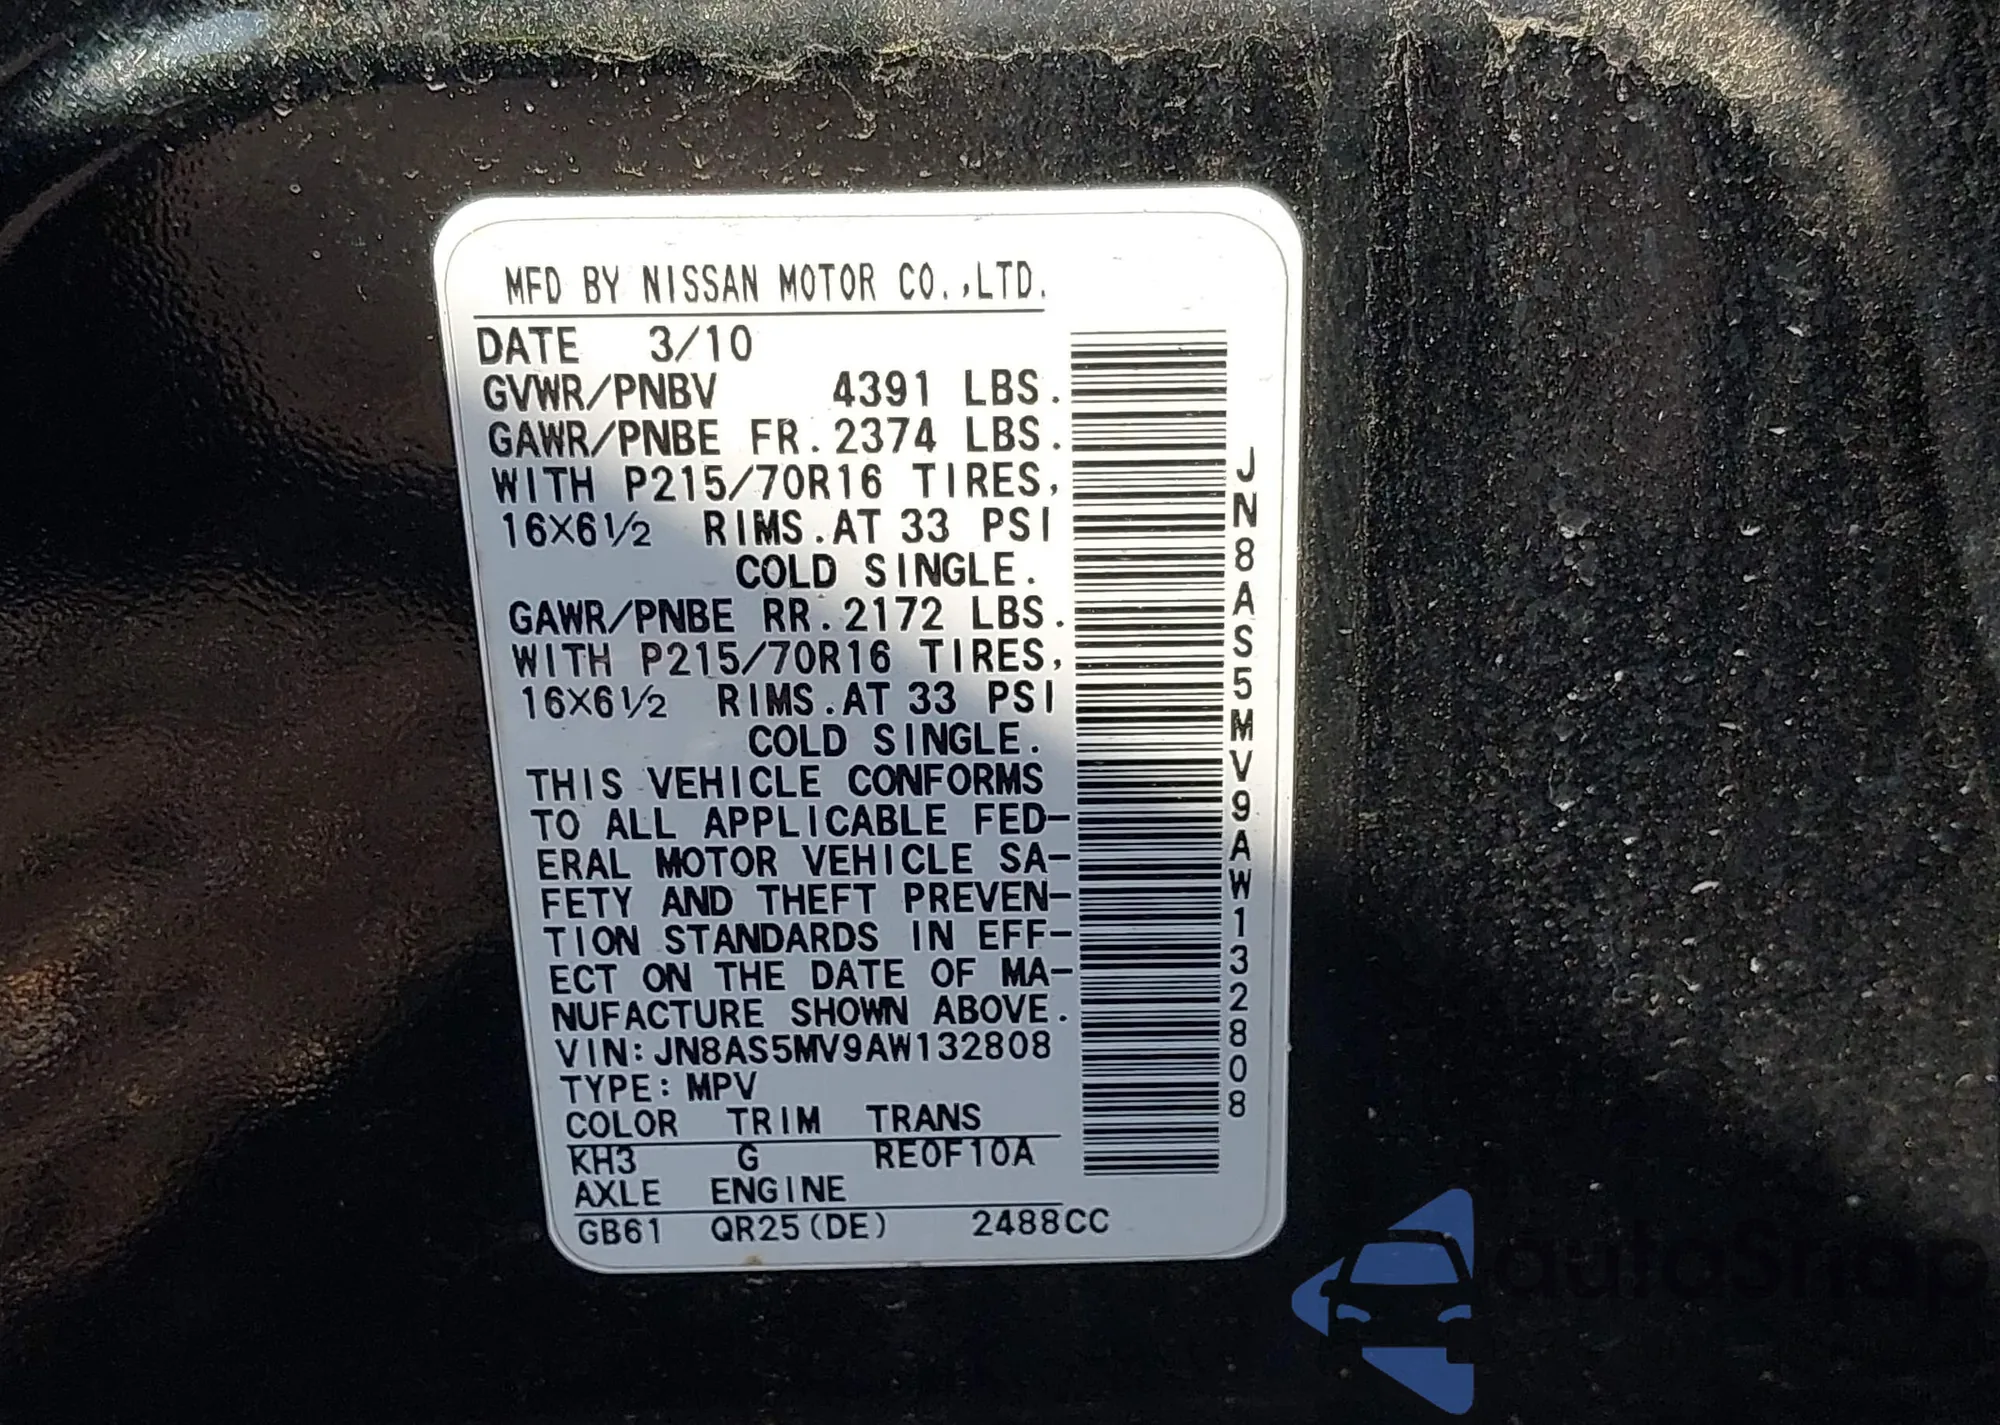 MFD BY NISSAN MOTOR CO.,LTD.
DATE 3/10
GVWR/PNBV 4391 LBS.
GAWR/PNBE FR. 2374 LBS.
WITH P215/70R16 TIRES,
16X6½ RIMS.AT 33 PSI
COLD SINGLE.
GAWR/PNBE RR. 2172 LBS.
WITH P215/70R16 TIRES,
16X6½ RIMS.AT 33 PSI
COLD SINGLE.
THIS VEHICLE CONFORMS
TO ALL APPLICABLE FED-
ERAL MOTOR VEHICLE SA-
FETY AND THEFT PREVEN-
TION STANDARDS IN EFF-
ECT ON THE DATE OF MA-
NUFACTURE SHOWN ABOVE.
VIN: JN8AS5MV9AW132808
TYPE: MPV
COLOR TRIM TRANS
KH3 G RE0F10A
AXLE ENGINE
GB61 QR25(DE) 2488CC
JN8AS5MV9AW132808
autoSnap